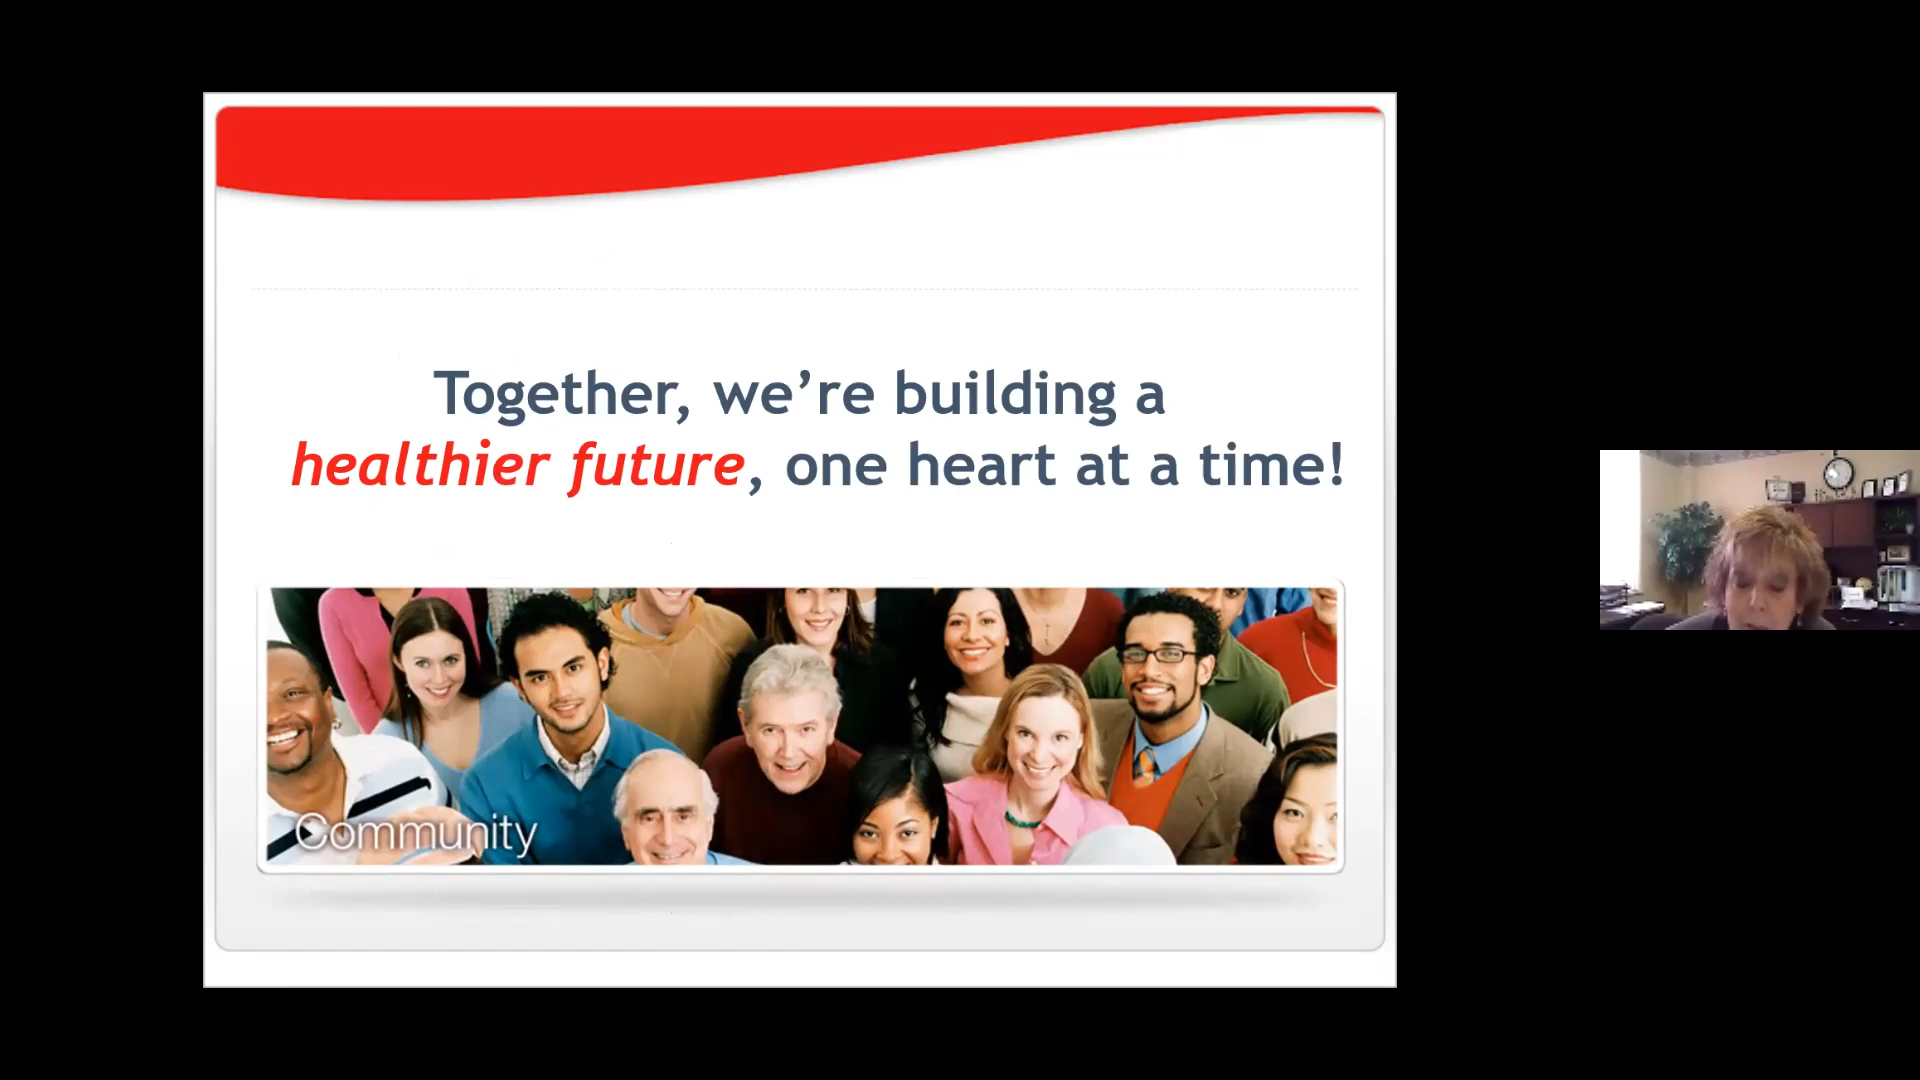 Together, we’re building a
healthier future, one heart at a time!
Community